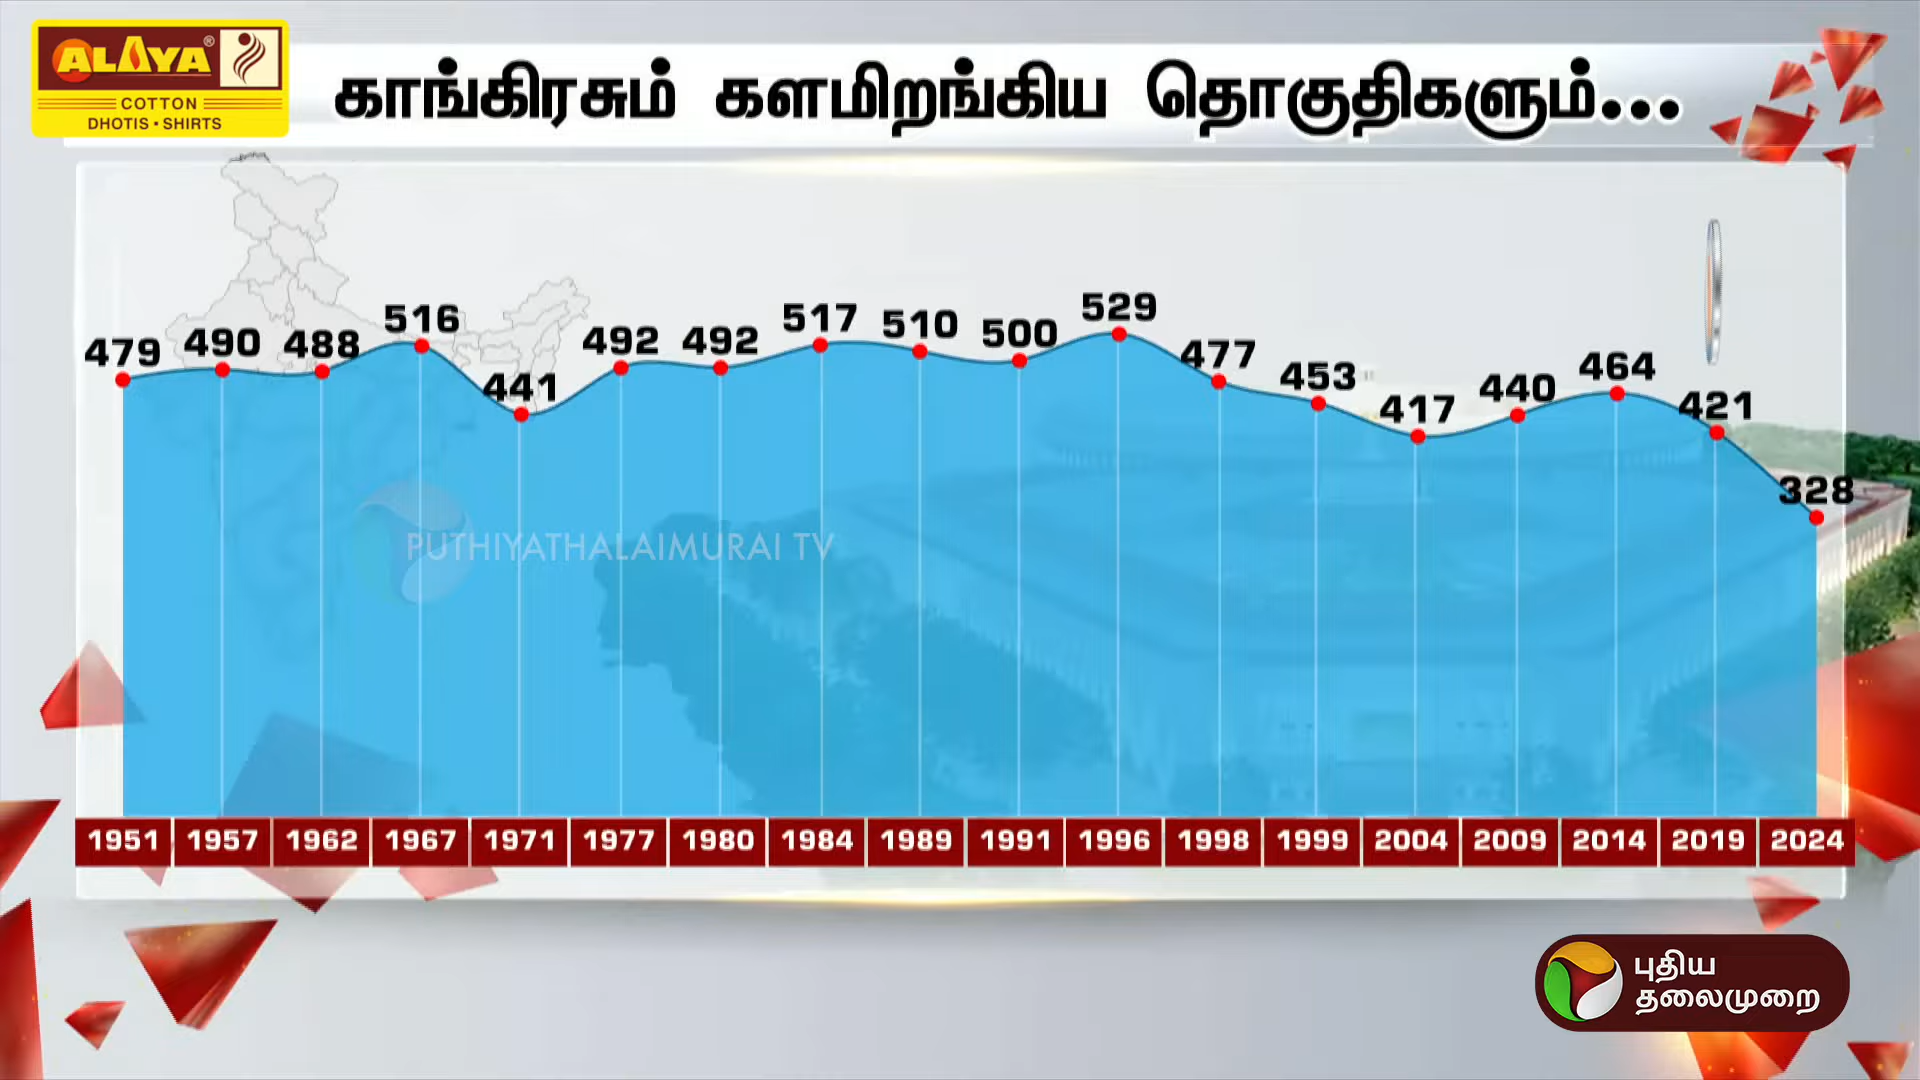 ALAYA®
COTTON
DHOTIS • SHIRTS
காங்கிரசும் களமிறங்கிய தொகுதிகளும்...
479 490 488 516 441 492 492 517 510 500 529 477 453 417 440 464 421 328
PUTHIYATHALAIMURAI TV
1951 1957 1962 1967 1971 1977 1980 1984 1989 1991 1996 1998 1999 2004 2009 2014 2019 2024
புதிய
தலைமுறை